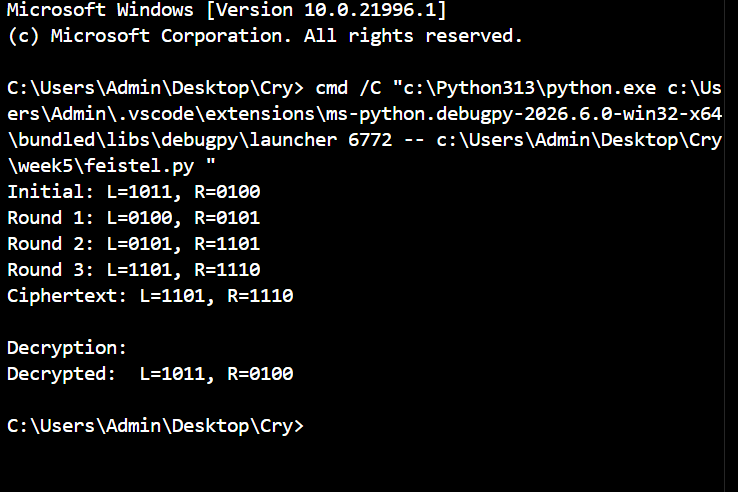 Microsoft Windows [Version 10.0.21996.1]
(c) Microsoft Corporation. All rights reserved.
C:\Users\Admin\Desktop\Cry> cmd /C "c:\Python313\python.exe c:\Us
ers\Admin\.vscode\extensions\ms-python.debugpy-2026.6.0-win32-x64
\bundled\libs\debugpy\launcher 6772 -- c:\Users\Admin\Desktop\Cry
\week5\feistel.py "
Initial: L=1011, R=0100
Round 1: L=0100, R=0101
Round 2: L=0101, R=1101
Round 3: L=1101, R=1110
Ciphertext: L=1101, R=1110
Decryption:
Decrypted:  L=1011, R=0100
C:\Users\Admin\Desktop\Cry>